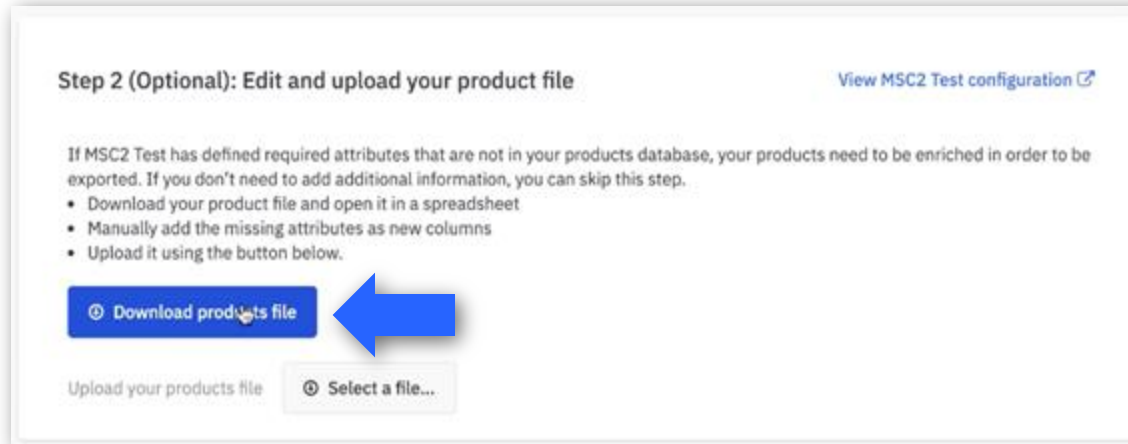 Step 2 (Optional): Edit and upload your product file
View MSC2 Test configuration
If MSC2 Test has defined required attributes that are not in your products database, your products need to be enriched in order to be
exported. If you don't need to add additional information, you can skip this step.
• Download your product file and open it in a spreadsheet
• Manually add the missing attributes as new columns
• Upload it using the button below.
Download products file
Upload your products file
Select a file...